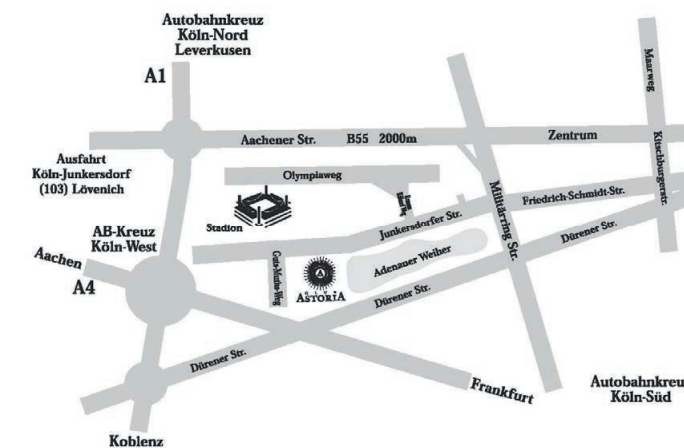 Autobahnkreuz
Köln-Nord
Leverkusen
A1
Maarweg
Aachener Str. B55 2000m
Zentrum
Ausfahrt
Köln-Junkersdorf
(103) Lövenich
Olympiaweg
Kitschburgerstr.
Militärring Str.
Friedrich-Schmidt-Str.
Stadion
Junkersdorfer Str.
Dürener Str.
AB-Kreuz
Köln-West
Aachen
A4
Guts-Muths-Weg
CLUB
ASTORIA
Adenauer Weiher
Dürener Str.
Dürener Str.
Frankfurt
Autobahnkreu
Köln-Süd
Koblenz